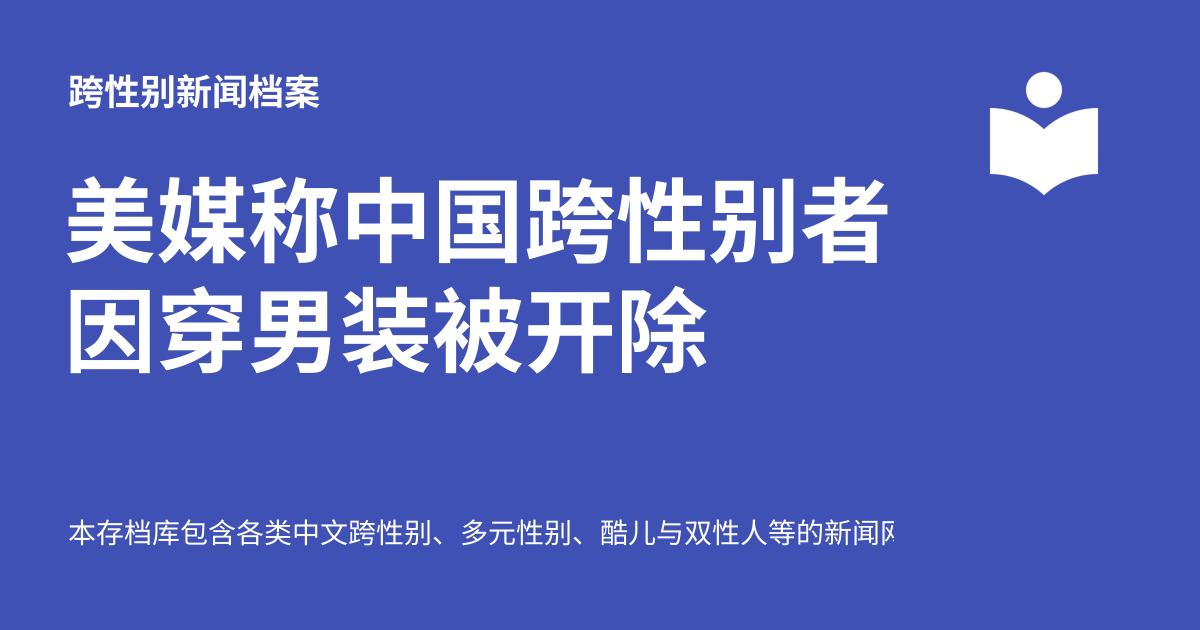 跨性别新闻档案
美媒称中国跨性别者
因穿男装被开除
本存档库包含各类中文跨性别、多元性别、酷儿与双性人等的新闻